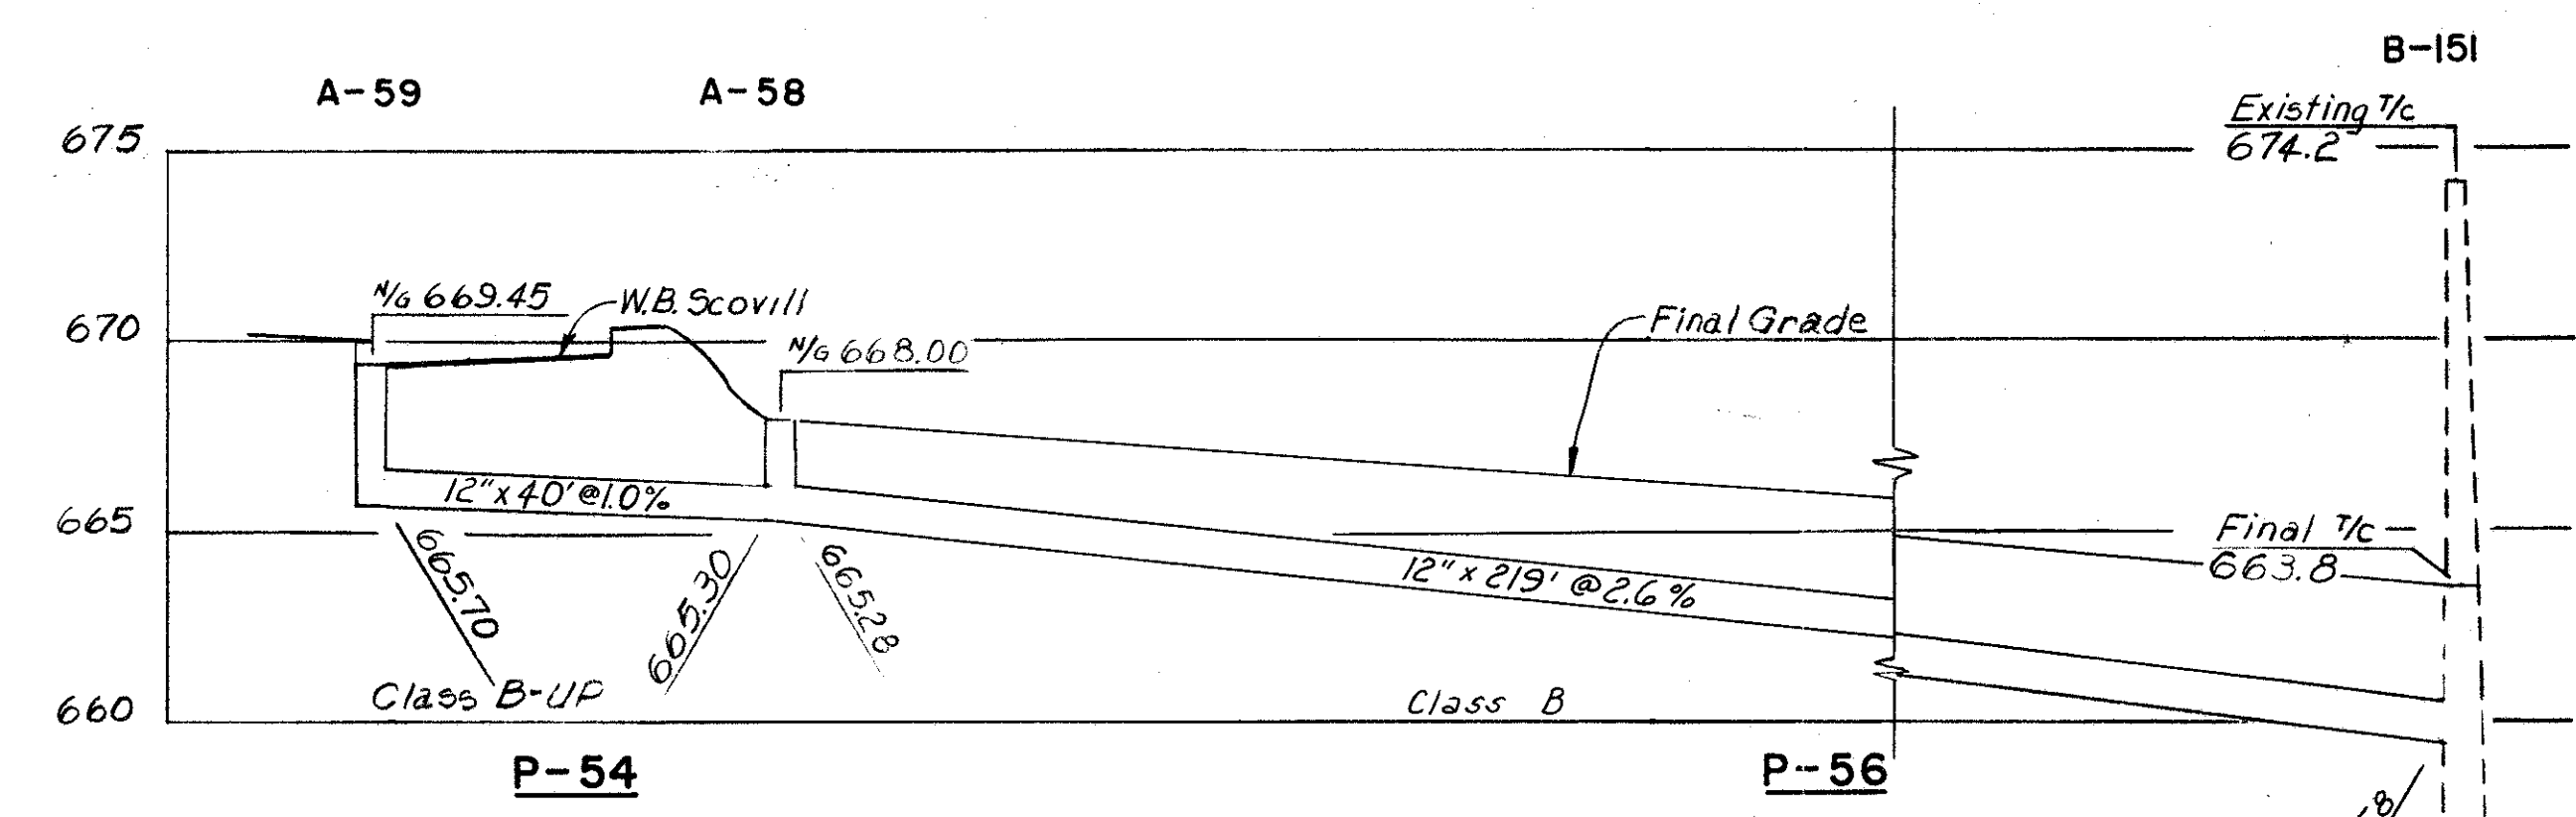 B-151
A-59
A-58
Existing T/c
674.2
675
N/G 669.45
W.B. Scovill
670
N/G 668.00
Final Grade
12" x 40' @ 1.0%
665
Final T/c
663.8
12" x 219' @ 2.6%
665.70
665.30
665.28
Class B-UP
Class B
660
P-54
P-56